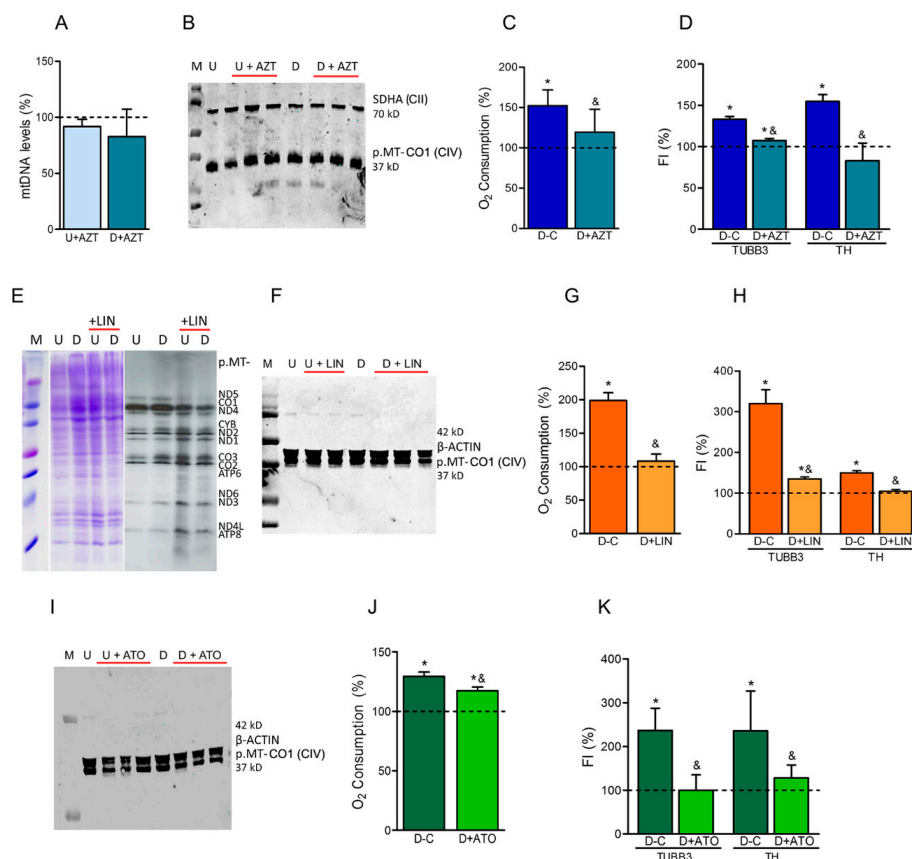 A
mtDNA levels (%)
150
100
50
0
U+AZT D+AZT
B
M U U + AZT D D + AZT
SDHA (CII)
70 kD
p.MT-CO1 (CIV)
37 kD
C
O2 Consumption (%)
200
150
100
50
0
*
&
D-C D+AZT
D
FI (%)
200
150
100
50
0
*
* &
*
&
D-C D+AZT D-C D+AZT
TUBB3 TH
E
+LIN +LIN
M U D U D U D U D
p.MT-
ND5
CO1
ND4
CYB
ND2
ND1
CO3
CO2
ATP6
ND6
ND3
ND4L
ATP8
F
M U U + LIN D D + LIN
42 kD
β-ACTIN
p.MT-CO1 (CIV)
37 kD
G
O2 Consumption (%)
200
150
100
50
0
*
&
D-C D+LIN
H
FI (%)
300
200
100
0
*
*&
*
&
D-C D+LIN D-C D+LIN
TUBB3 TH
I
M U U + ATO D D + ATO
42 kD
β-ACTIN
p.MT-CO1 (CIV)
37 kD
J
O2 Consumption (%)
150
100
50
0
*
*&
D-C D+ATO
K
FI (%)
400
300
200
100
0
*
&
*
&
D-C D+ATO D-C D+ATO
TUBB3 TH